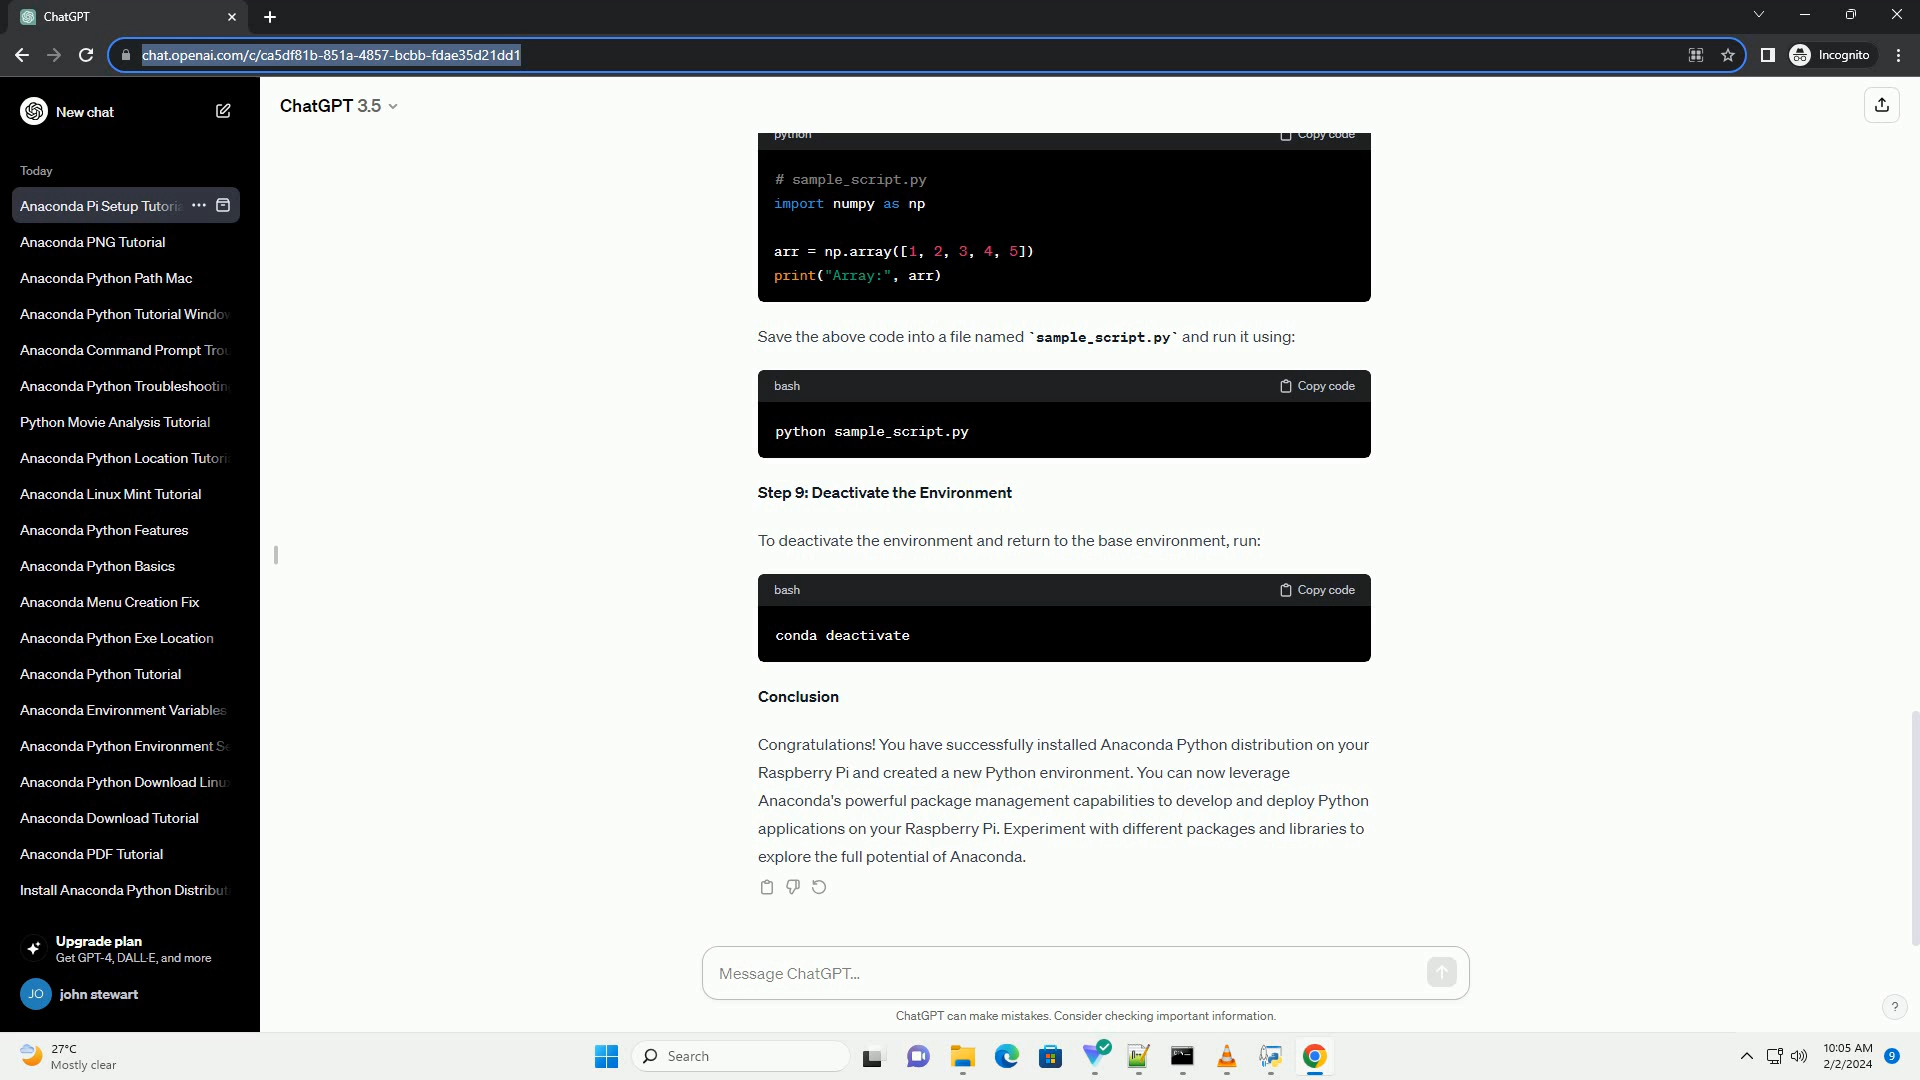 ChatGPT
chat.openai.com/c/ca5df81b-851a-4857-bcbb-fdae35d21dd1
Incognito
New chat
Today
Anaconda Pi Setup Tutoria
Anaconda PNG Tutorial
Anaconda Python Path Mac
Anaconda Python Tutorial Window
Anaconda Command Prompt Trou
Anaconda Python Troubleshooting
Python Movie Analysis Tutorial
Anaconda Python Location Tutori
Anaconda Linux Mint Tutorial
Anaconda Python Features
Anaconda Python Basics
Anaconda Menu Creation Fix
Anaconda Python Exe Location
Anaconda Python Tutorial
Anaconda Environment Variables
Anaconda Python Environment Se
Anaconda Python Download Linu
Anaconda Download Tutorial
Anaconda PDF Tutorial
Install Anaconda Python Distribut
Upgrade plan
Get GPT-4, DALL·E, and more
JO john stewart
ChatGPT 3.5
python Copy code
# sample_script.py
import numpy as np
arr = np.array([1, 2, 3, 4, 5])
print("Array:", arr)
Save the above code into a file named `sample_script.py` and run it using:
bash Copy code
python sample_script.py
Step 9: Deactivate the Environment
To deactivate the environment and return to the base environment, run:
bash Copy code
conda deactivate
Conclusion
Congratulations! You have successfully installed Anaconda Python distribution on your
Raspberry Pi and created a new Python environment. You can now leverage
Anaconda's powerful package management capabilities to develop and deploy Python
applications on your Raspberry Pi. Experiment with different packages and libraries to
explore the full potential of Anaconda.
Message ChatGPT...
ChatGPT can make mistakes. Consider checking important information.
?
27°C
Mostly clear
Search
10:05 AM
2/2/2024
9